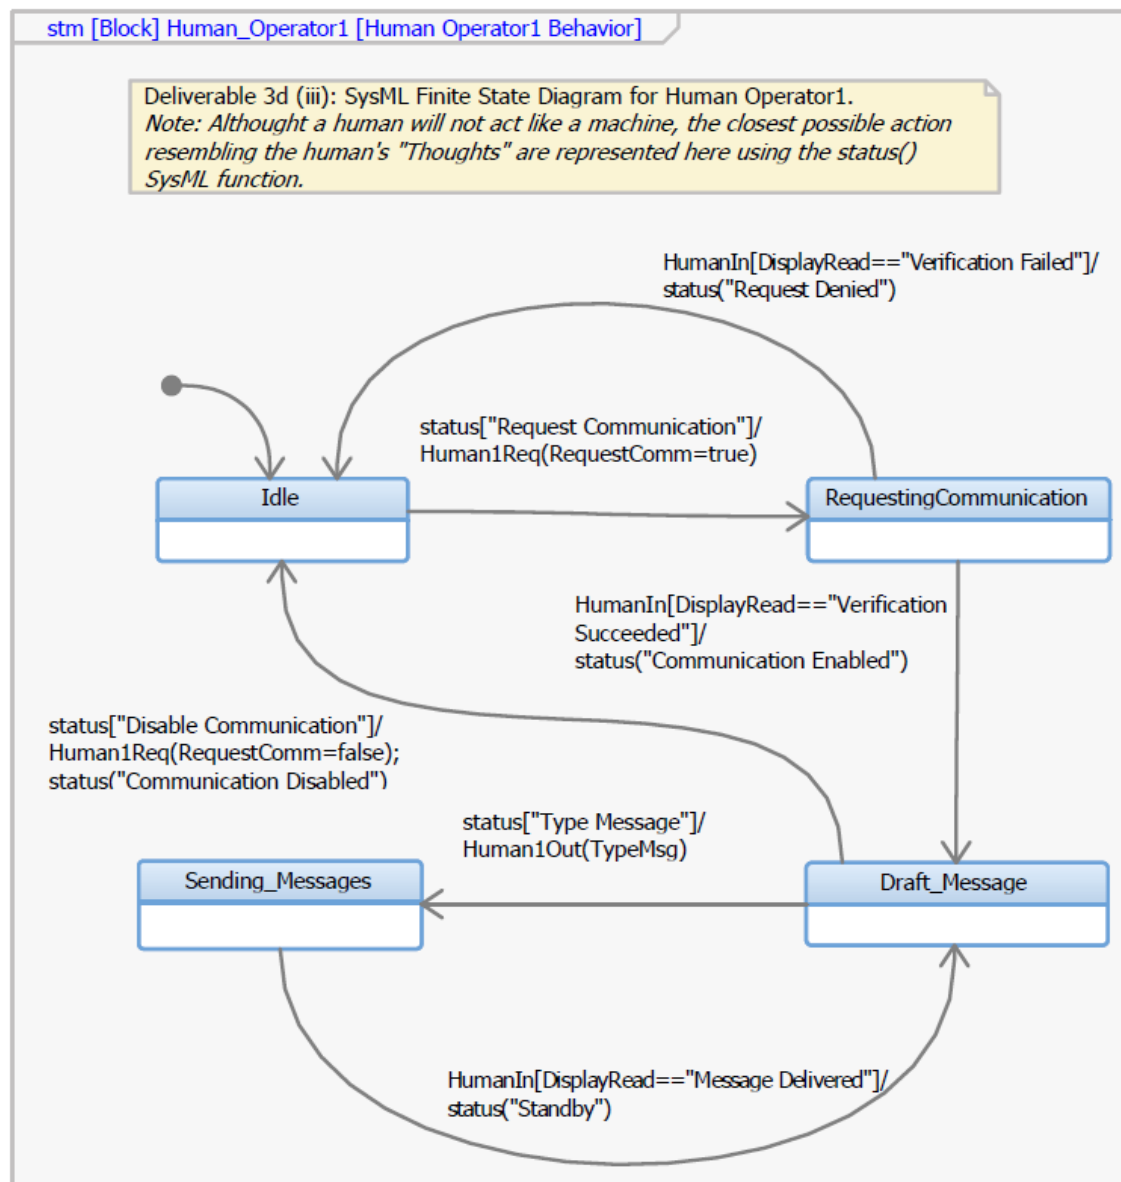 stm [Block] Human_Operator1 [Human Operator1 Behavior]
Deliverable 3d (iii): SysML Finite State Diagram for Human Operator1.
Note: Althought a human will not act like a machine, the closest possible action
resembling the human's "Thoughts" are represented here using the status()
SysML function.
HumanIn[DisplayRead=="Verification Failed"]/
status("Request Denied")
status["Request Communication"]/
Human1Req(RequestComm=true)
Idle
RequestingCommunication
HumanIn[DisplayRead=="Verification
Succeeded"]/
status("Communication Enabled")
status["Disable Communication"]/
Human1Req(RequestComm=false);
status("Communication Disabled")
status["Type Message"]/
Human1Out(TypeMsg)
Sending_Messages
Draft_Message
HumanIn[DisplayRead=="Message Delivered"]/
status("Standby")